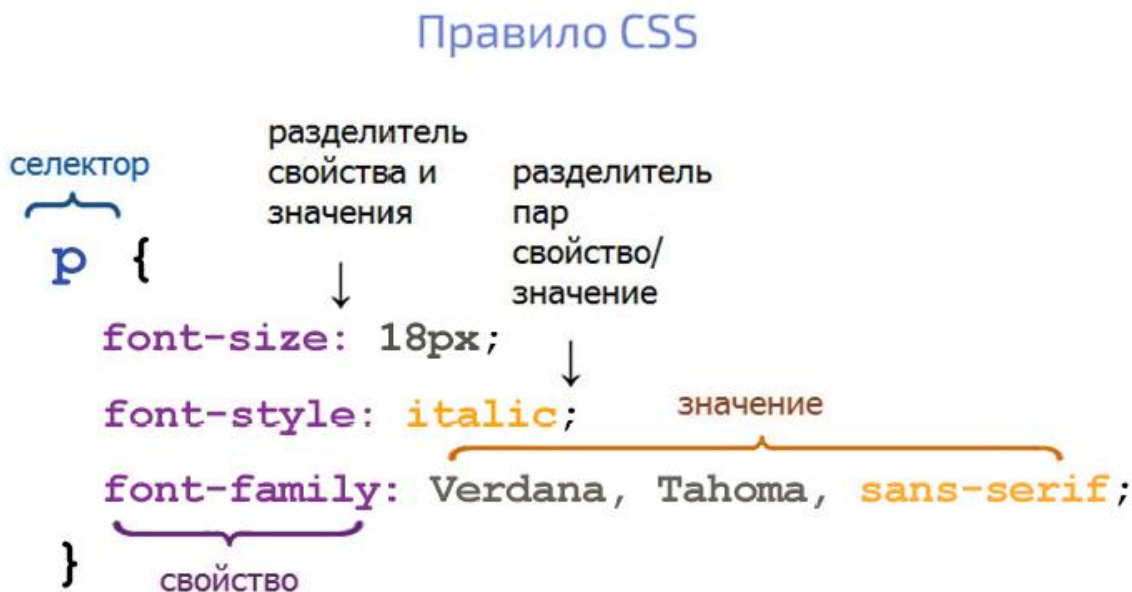 Правило CSS
селектор
разделитель
свойства и
значения
разделитель
пар
свойство/
значение
p {
font-size: 18px;
font-style: italic;
значение
font-family: Verdana, Tahoma, sans-serif;
}
свойство